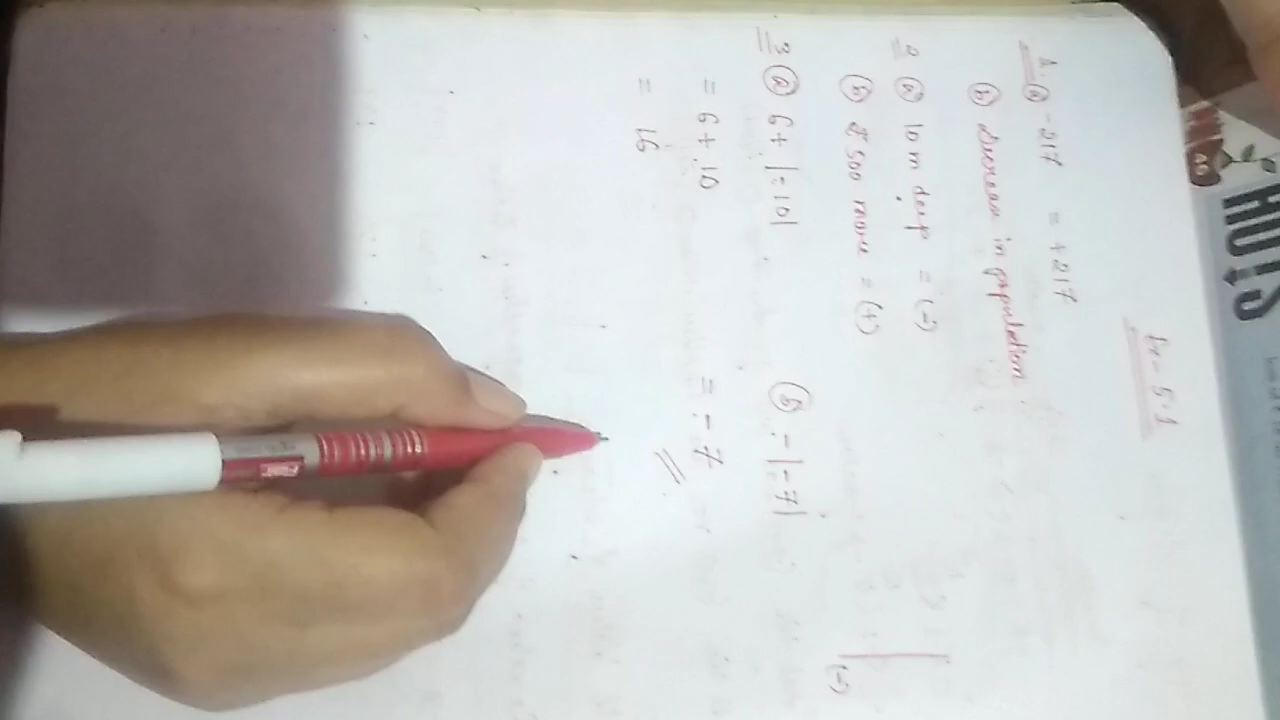 Ex - 5.1
1. (a) -217 = +217
(b) Decrease in population
2 (a) 10 m deep = (-)
(b) ₹ 500 more = (+)
(-)
3 (a) 6 + |-10| (b) - |-7|
= 6 + 10 = - 7
= 16
HOTS